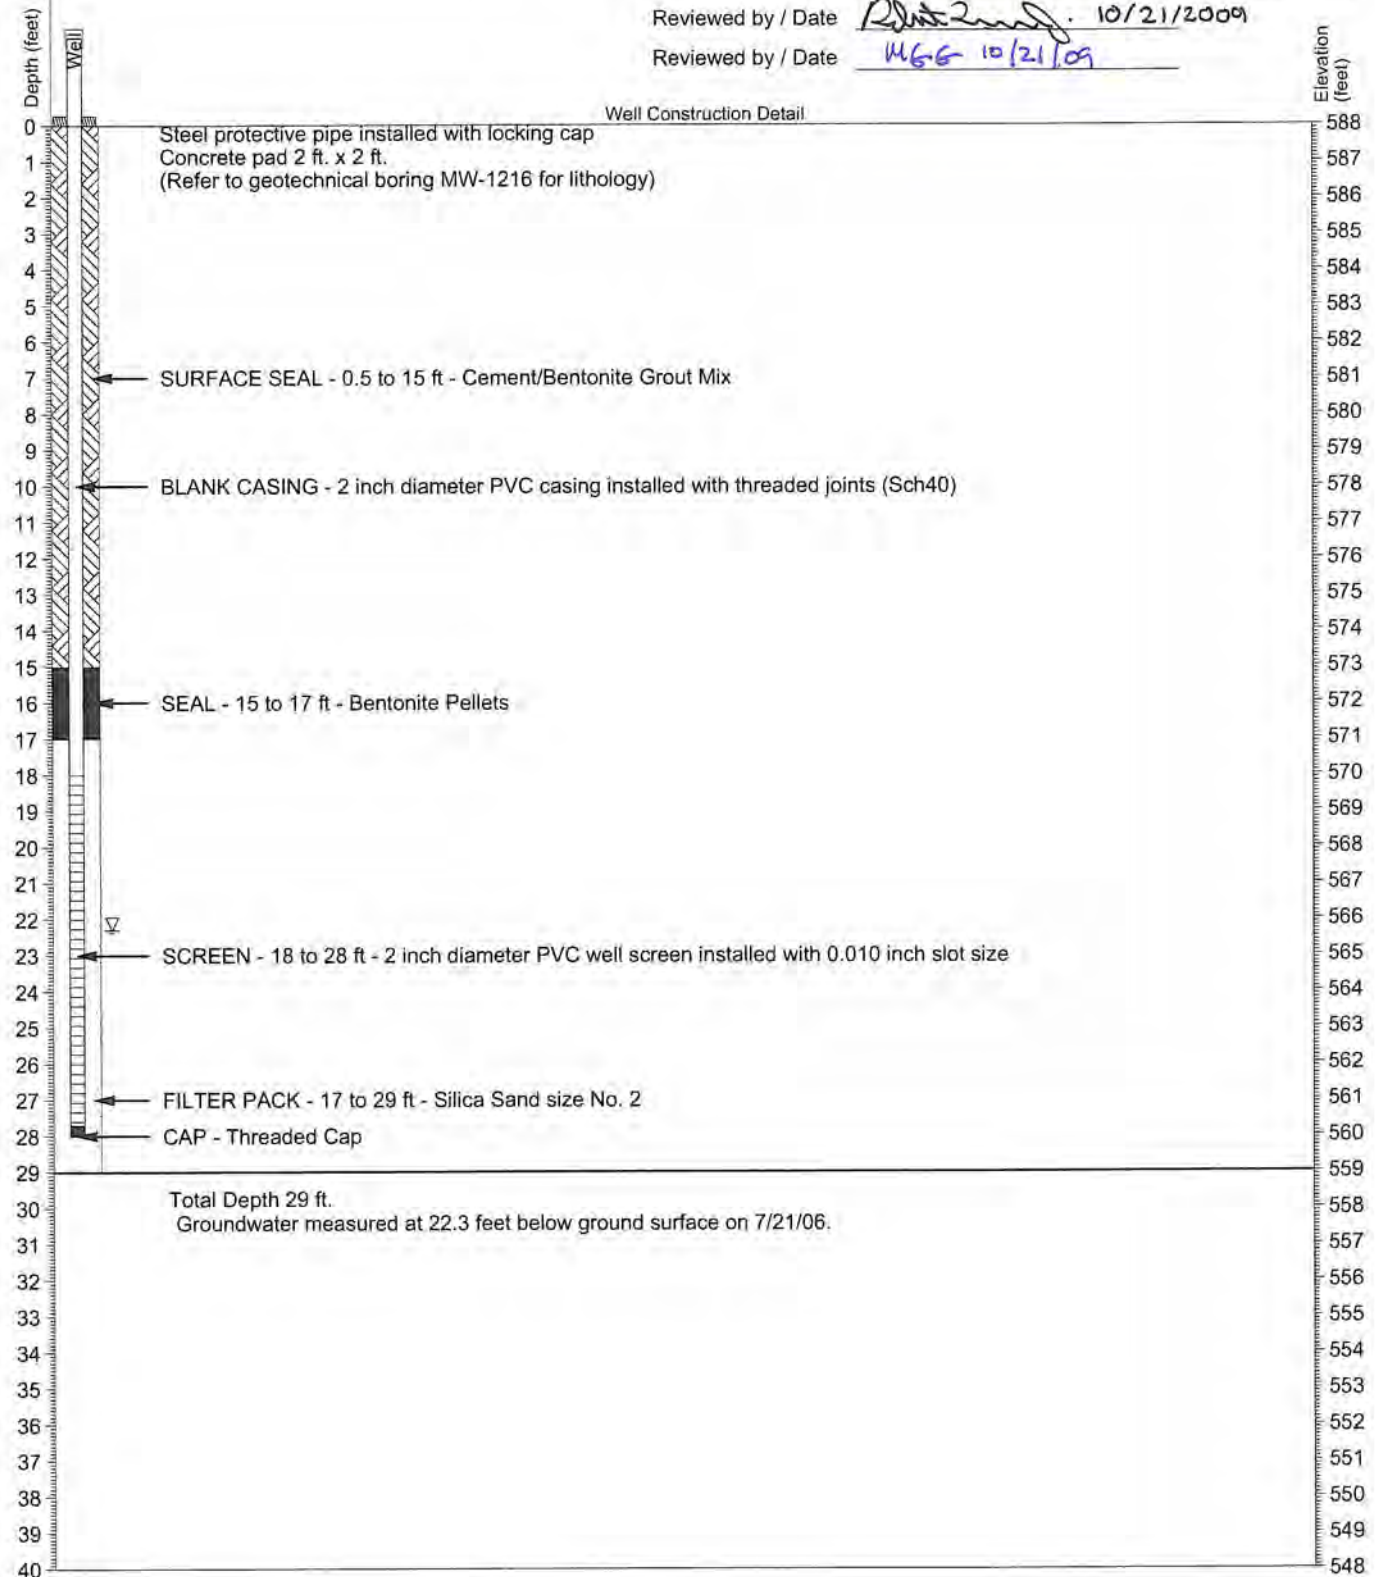 Reviewed by / Date 10/21/2009
Reviewed by / Date MGG 10/21/09
Depth (feet)
Well
Elevation
(feet)
Well Construction Detail
0 588
Steel protective pipe installed with locking cap
1 587
Concrete pad 2 ft. x 2 ft.
(Refer to geotechnical boring MW-1216 for lithology)
2 586
3 585
4 584
5 583
6 582
7 SURFACE SEAL - 0.5 to 15 ft - Cement/Bentonite Grout Mix 581
8 580
9 579
10 BLANK CASING - 2 inch diameter PVC casing installed with threaded joints (Sch40) 578
11 577
12 576
13 575
14 574
15 573
16 SEAL - 15 to 17 ft - Bentonite Pellets 572
17 571
18 570
19 569
20 568
21 567
22 566
23 SCREEN - 18 to 28 ft - 2 inch diameter PVC well screen installed with 0.010 inch slot size 565
24 564
25 563
26 562
27 FILTER PACK - 17 to 29 ft - Silica Sand size No. 2 561
28 CAP - Threaded Cap 560
29 559
Total Depth 29 ft.
30 558
Groundwater measured at 22.3 feet below ground surface on 7/21/06.
31 557
32 556
33 555
34 554
35 553
36 552
37 551
38 550
39 549
40 548